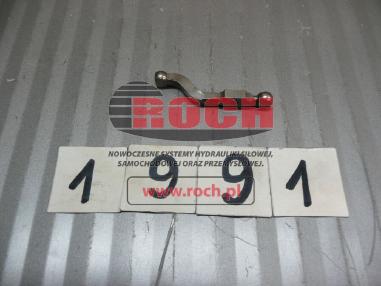 ROCH
NOWOCZESNE SYSTEMY HYDRAULIKI SIŁOWEJ,
SAMOCHODOWEJ ORAZ PRZEMYSŁOWEJ.
1 9 9 1
www.roch.pl